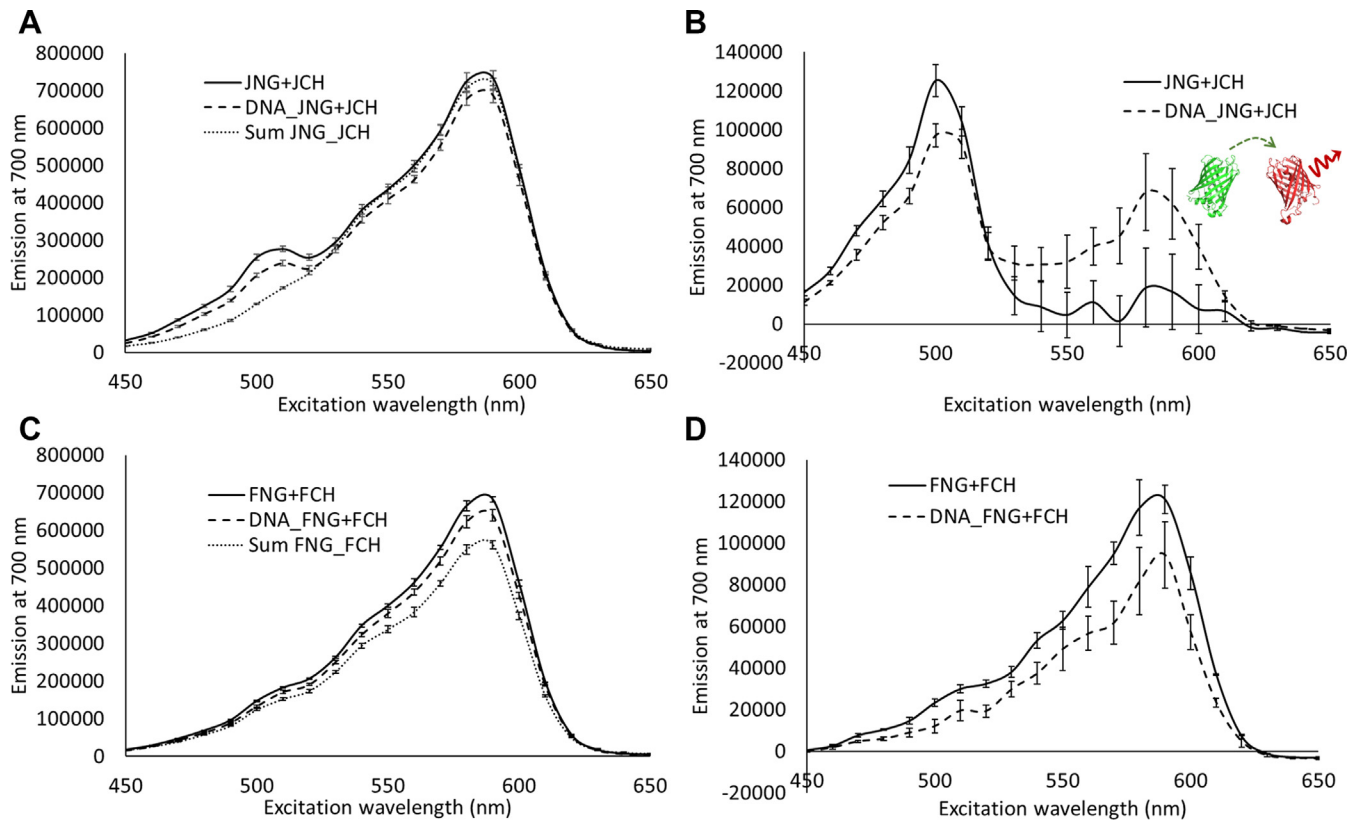 A
800000
700000
600000
500000
400000
300000
200000
100000
0
Emission at 700 nm
JNG+JCH
DNA_JNG+JCH
Sum JNG_JCH
450 500 550 600 650
Excitation wavelength (nm)
B
140000
120000
100000
80000
60000
40000
20000
0
-20000
Emission at 700 nm
JNG+JCH
DNA_JNG+JCH
450 500 550 600 650
Excitation wavelength (nm)
C
800000
700000
600000
500000
400000
300000
200000
100000
0
Emission at 700 nm
FNG+FCH
DNA_FNG+FCH
Sum FNG_FCH
450 500 550 600 650
Excitation wavelength (nm)
D
140000
120000
100000
80000
60000
40000
20000
0
-20000
Emission at 700 nm
FNG+FCH
DNA_FNG+FCH
450 500 550 600 650
Excitation wavelength (nm)